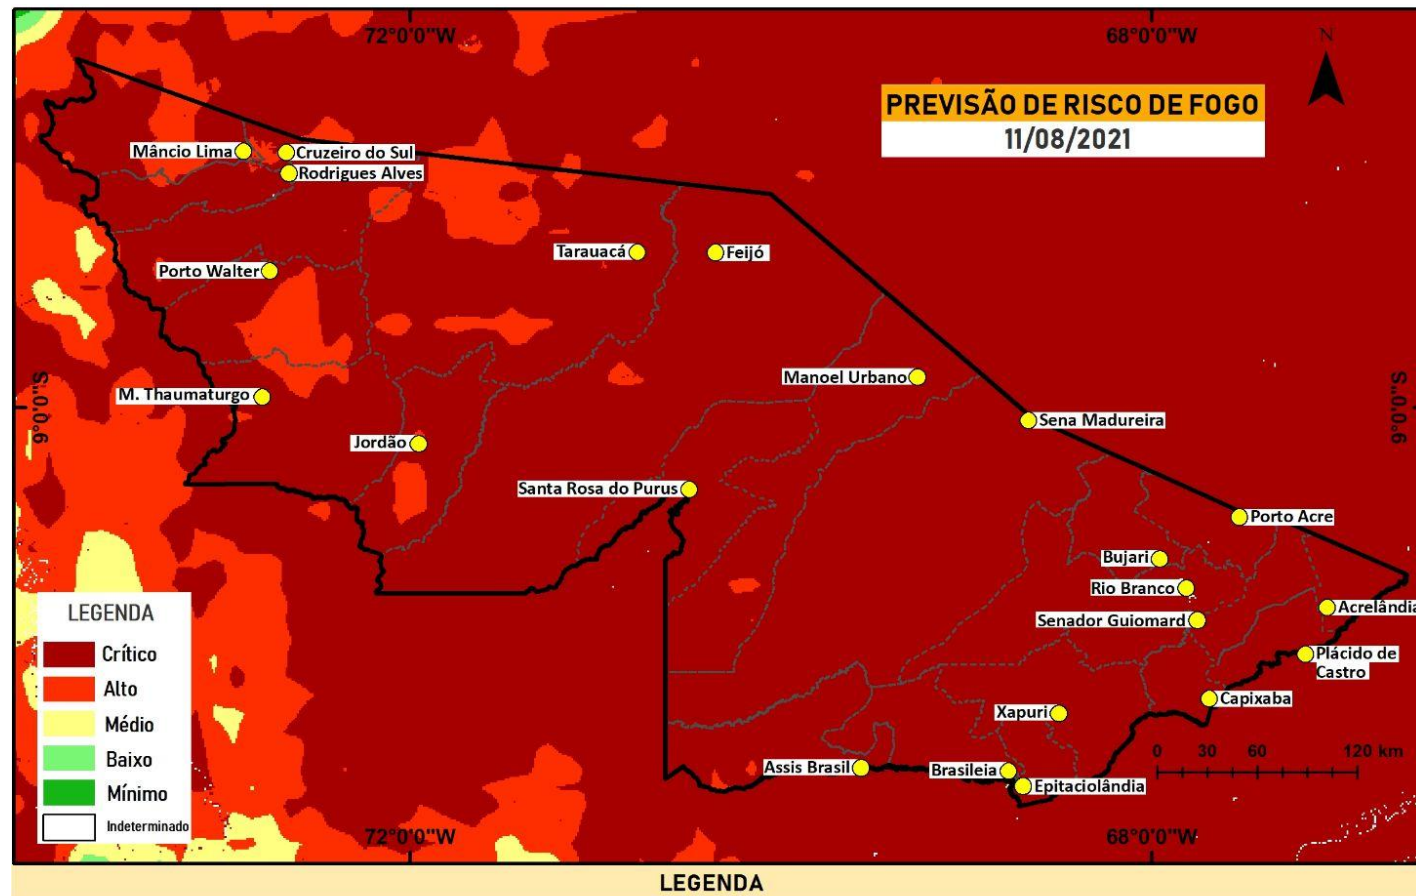 72°0'0"W
68°0'0"W
N
PREVISÃO DE RISCO DE FOGO
11/08/2021
Mâncio Lima
Cruzeiro do Sul
Rodrigues Alves
Tarauacá
Feijó
Porto Walter
Manoel Urbano
M. Thaumaturgo
9°0'0"S
9°0'0"S
Sena Madureira
Jordão
Santa Rosa do Purus
Porto Acre
Bujari
Rio Branco
Acrelândia
Senador Guiomard
Plácido de
Castro
Capixaba
Xapuri
Assis Brasil
Brasileia
Epitaciolândia
0 30 60 120 km
LEGENDA
Crítico
Alto
Médio
Baixo
Mínimo
Indeterminado
72°0'0"W
68°0'0"W
LEGENDA